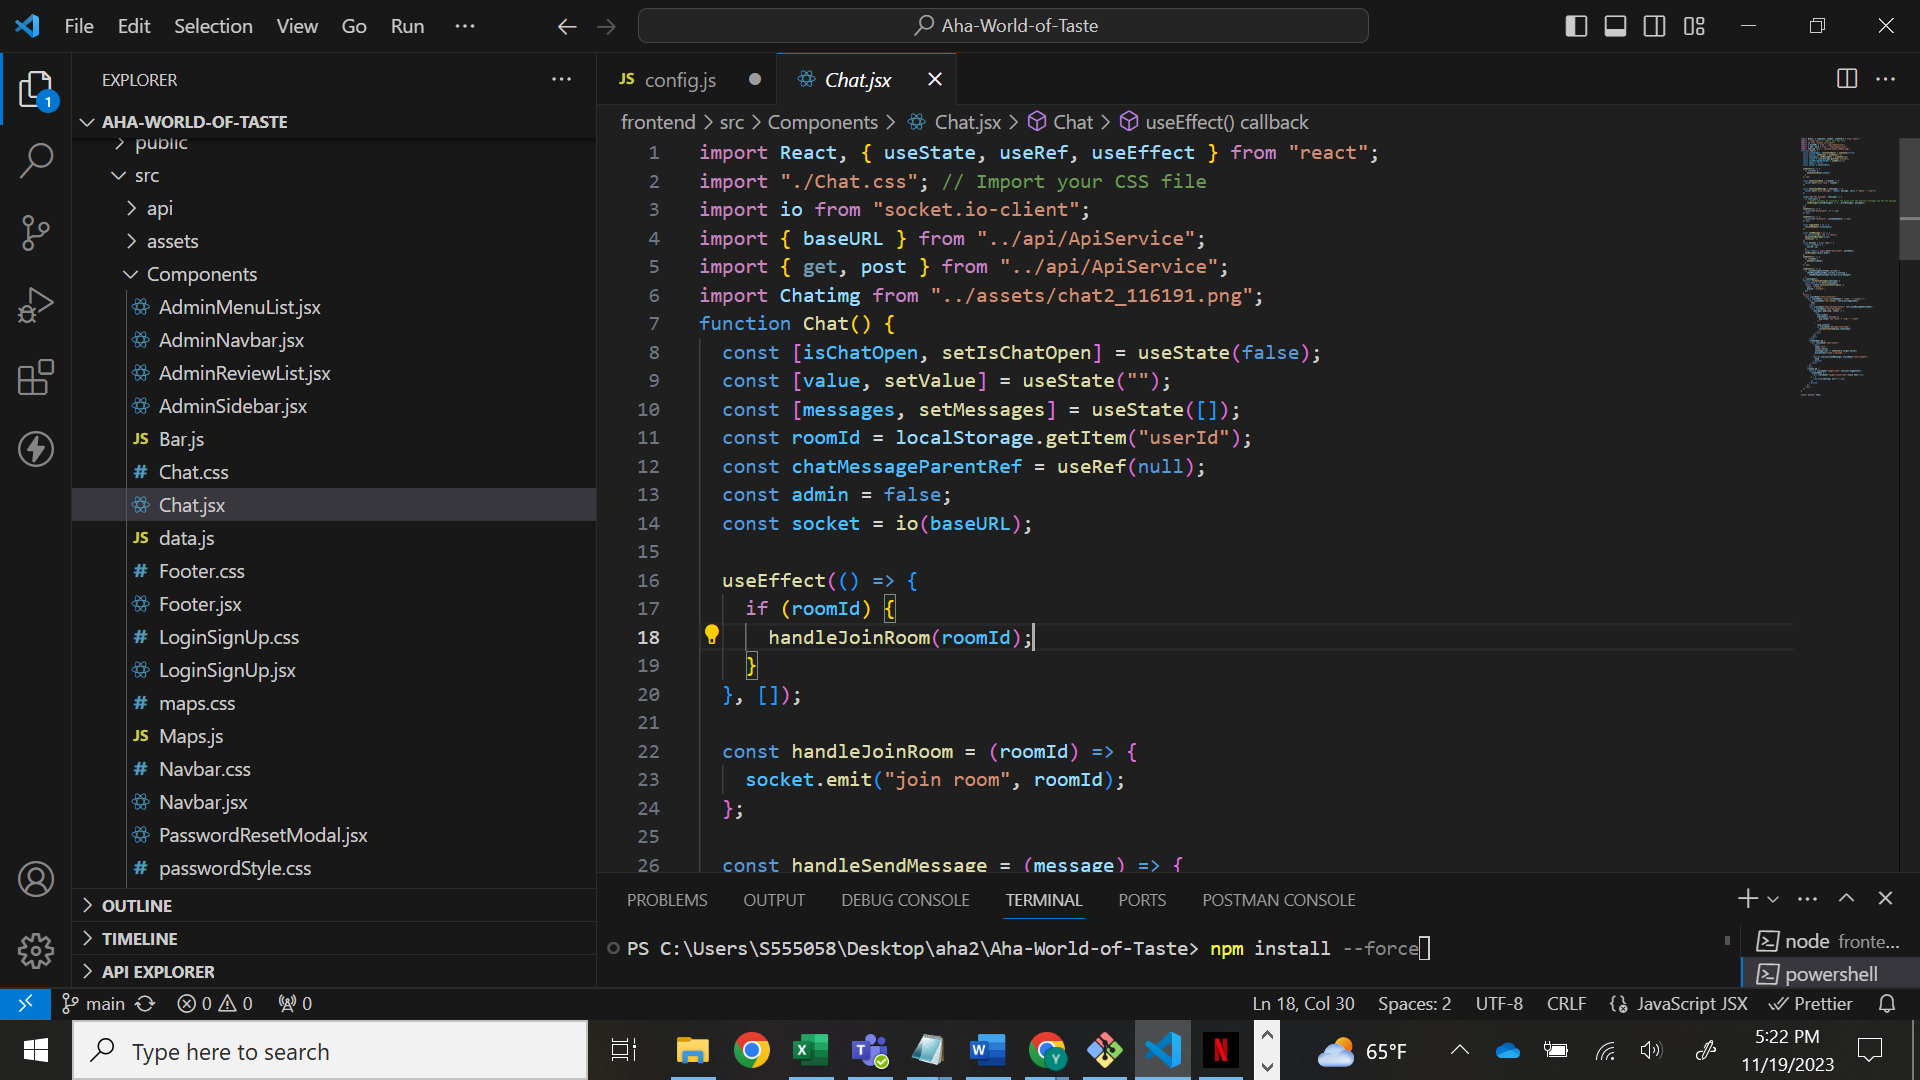 File Edit Selection View Go Run ···
Aha-World-of-Taste
EXPLORER
1
AHA-WORLD-OF-TASTE
public
src
api
assets
Components
AdminMenuList.jsx
AdminNavbar.jsx
AdminReviewList.jsx
AdminSidebar.jsx
JS Bar.js
# Chat.css
Chat.jsx
JS data.js
# Footer.css
Footer.jsx
# LoginSignUp.css
LoginSignUp.jsx
# maps.css
JS Maps.js
# Navbar.css
Navbar.jsx
PasswordResetModal.jsx
# passwordStyle.css
OUTLINE
TIMELINE
API EXPLORER
JS config.js
Chat.jsx
frontend > src > Components > Chat.jsx > Chat > useEffect() callback
1 import React, { useState, useRef, useEffect } from "react";
2 import "./Chat.css"; // Import your CSS file
3 import io from "socket.io-client";
4 import { baseURL } from "../api/ApiService";
5 import { get, post } from "../api/ApiService";
6 import Chatimg from "../assets/chat2_116191.png";
7 function Chat() {
8 const [isChatOpen, setIsChatOpen] = useState(false);
9 const [value, setValue] = useState("");
10 const [messages, setMessages] = useState([]);
11 const roomId = localStorage.getItem("userId");
12 const chatMessageParentRef = useRef(null);
13 const admin = false;
14 const socket = io(baseURL);
15
16 useEffect(() => {
17 if (roomId) {
18 handleJoinRoom(roomId);
19 }
20 }, []);
21
22 const handleJoinRoom = (roomId) => {
23 socket.emit("join room", roomId);
24 };
25
26 const handleSendMessage = (message) => {
PROBLEMS OUTPUT DEBUG CONSOLE TERMINAL PORTS POSTMAN CONSOLE
PS C:\Users\S555058\Desktop\aha2\Aha-World-of-Taste> npm install --force
node fronte...
powershell
main 0 0 0
Ln 18, Col 30 Spaces: 2 UTF-8 CRLF JavaScript JSX Prettier
Type here to search
65°F
5:22 PM
11/19/2023